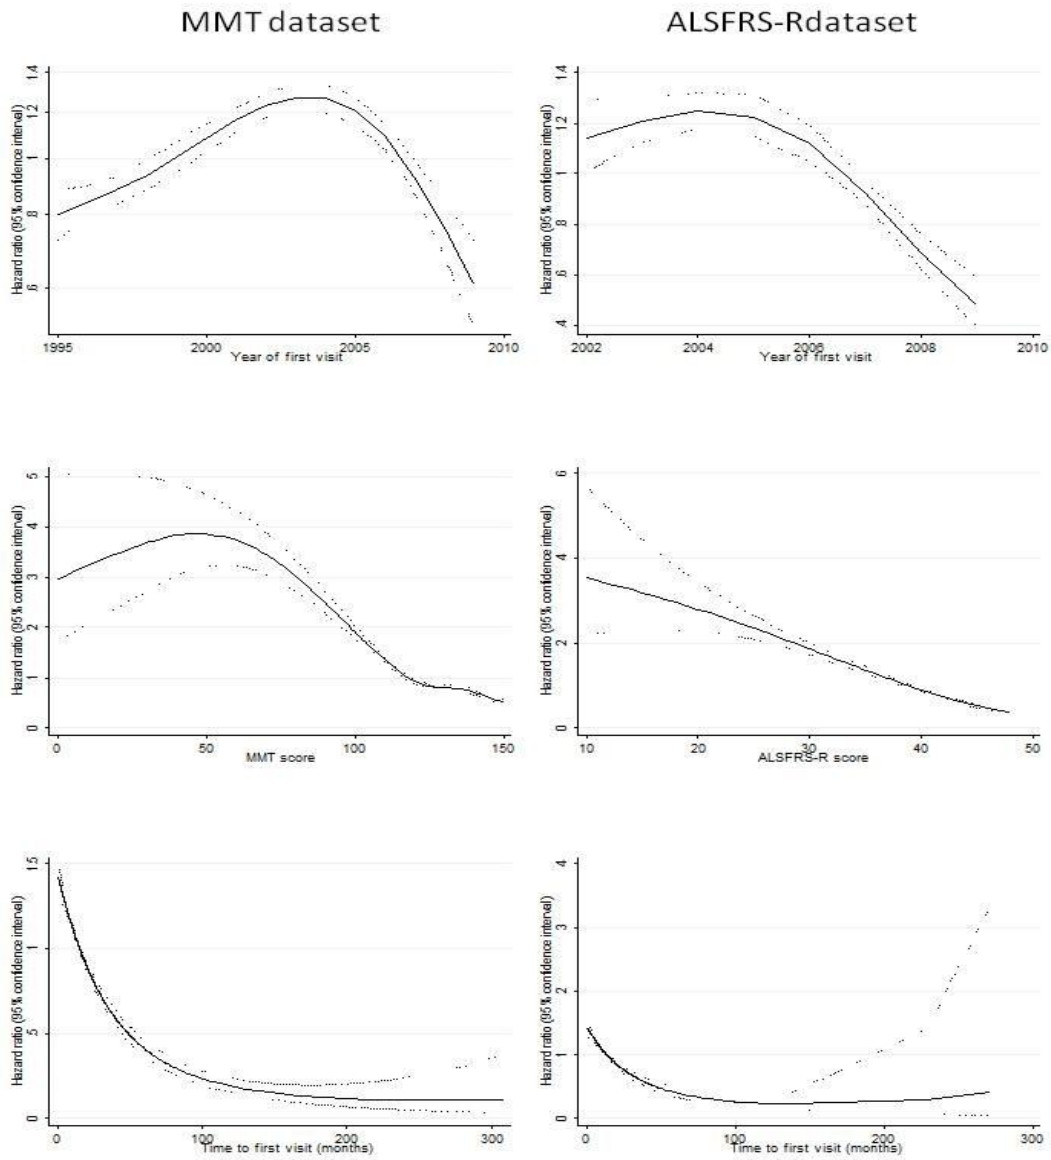 MMT dataset
ALSFRS-Rdataset
Hazard ratio (95% confidence interval)
1.4
1.2
1
.8
.6
1995 2000 2005 2010
Year of first visit
Hazard ratio (95% confidence interval)
1.4
1.2
1
.8
.6
.4
2002 2004 2006 2008 2010
Year of first visit
Hazard ratio (95% confidence interval)
5
4
3
2
1
0
0 50 100 150
MMT score
Hazard ratio (95% confidence interval)
6
4
2
0
10 20 30 40 50
ALSFRS-R score
Hazard ratio (95% confidence interval)
1.5
1
.5
0
0 100 200 300
Time to first visit (months)
Hazard ratio (95% confidence interval)
4
3
2
1
0
0 100 200 300
Time to first visit (months)